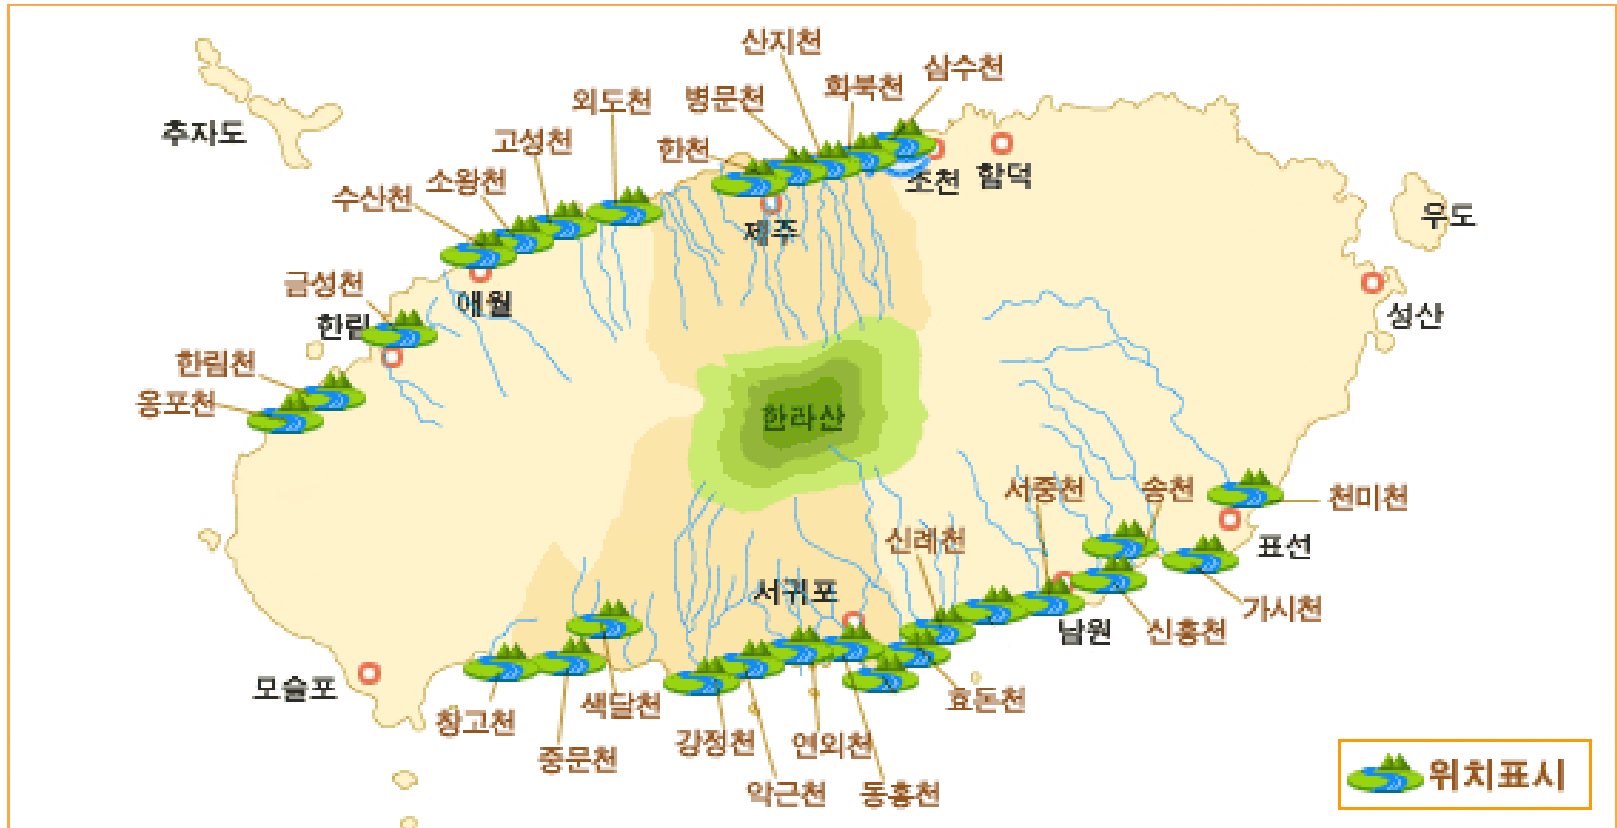 산지천
삼수천
화북천
병문천
외도천
추자도
고성천
한천
소왕천
조천
함덕
수산천
우도
제주
금성천
애월
한림
성산
한림천
옹포천
한라산
서중천
송천
천미천
신례천
표선
서귀포
가시천
남원
신흥천
모슬포
색달천
효돈천
창고천
강정천
연외천
중문천
악근천
동홍천
위치표시